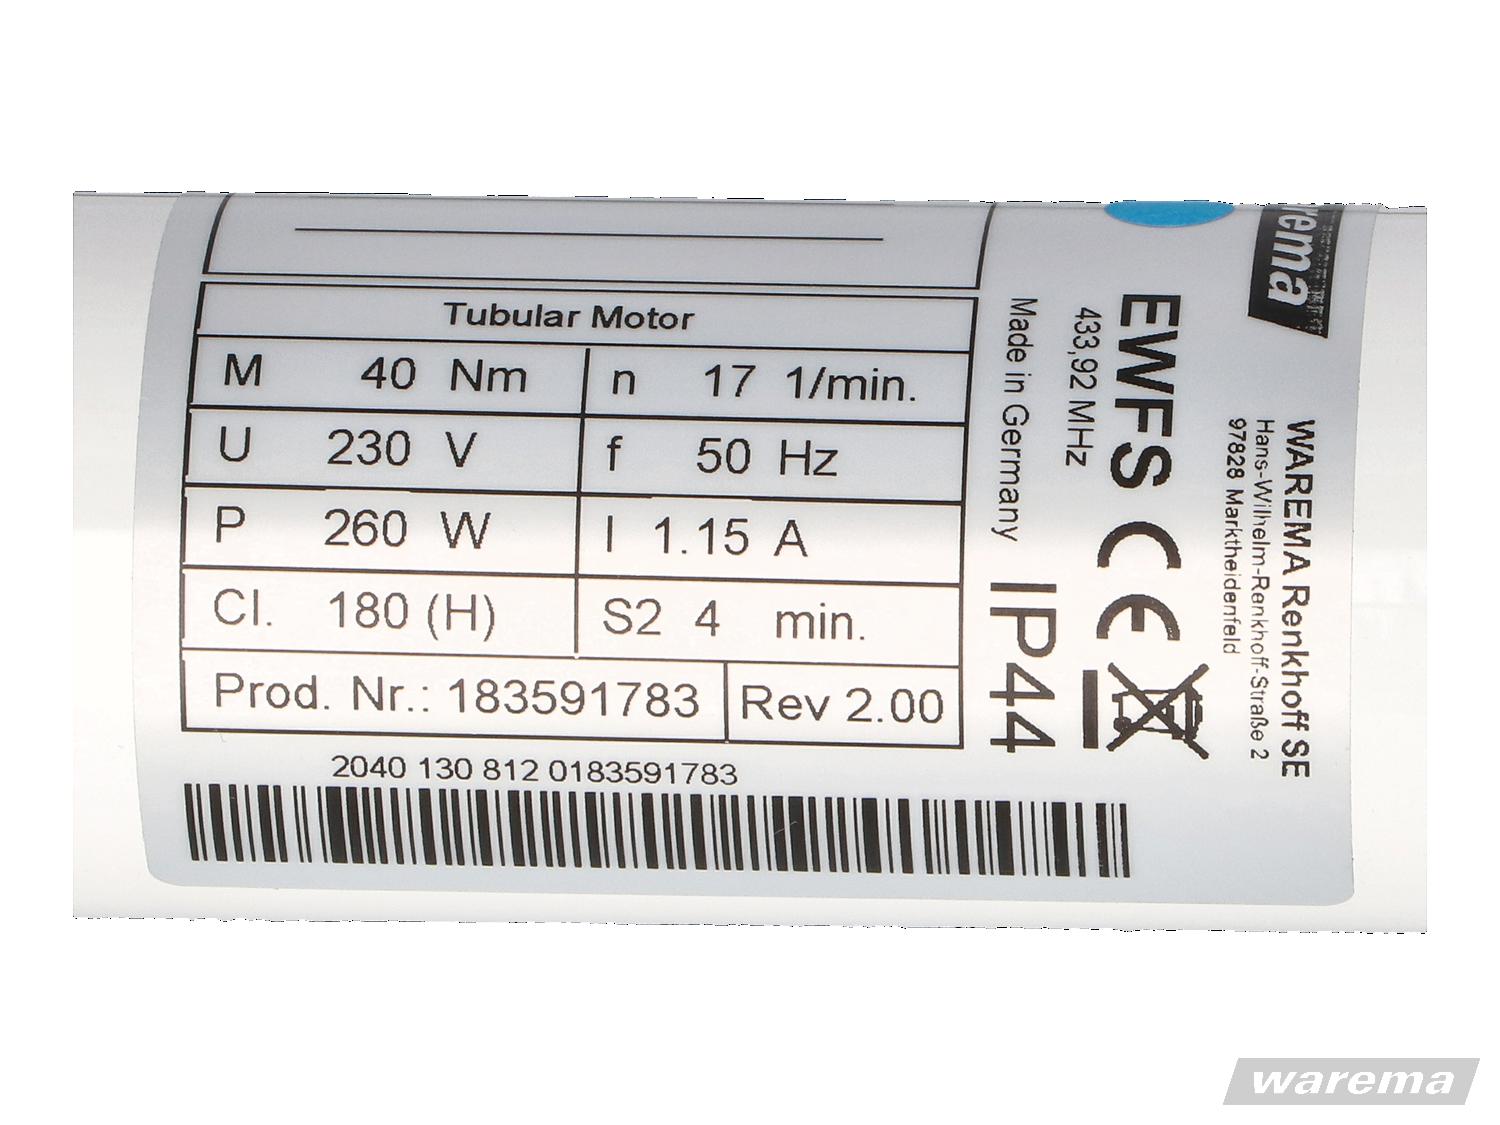 Tubular Motor
M 40 Nm n 17 1/min.
U 230 V f 50 Hz
P 260 W I 1.15 A
Cl. 180 (H) S2 4 min.
Prod. Nr.: 183591783 Rev 2.00
2040 130 812 0183591783
Made in Germany IP44
433,92 MHz
EWFS CE
WAREMA Renkhoff SE
Hans-Wilhelm-Renkhoff-Straße 2
97828 Marktheidenfeld
warema